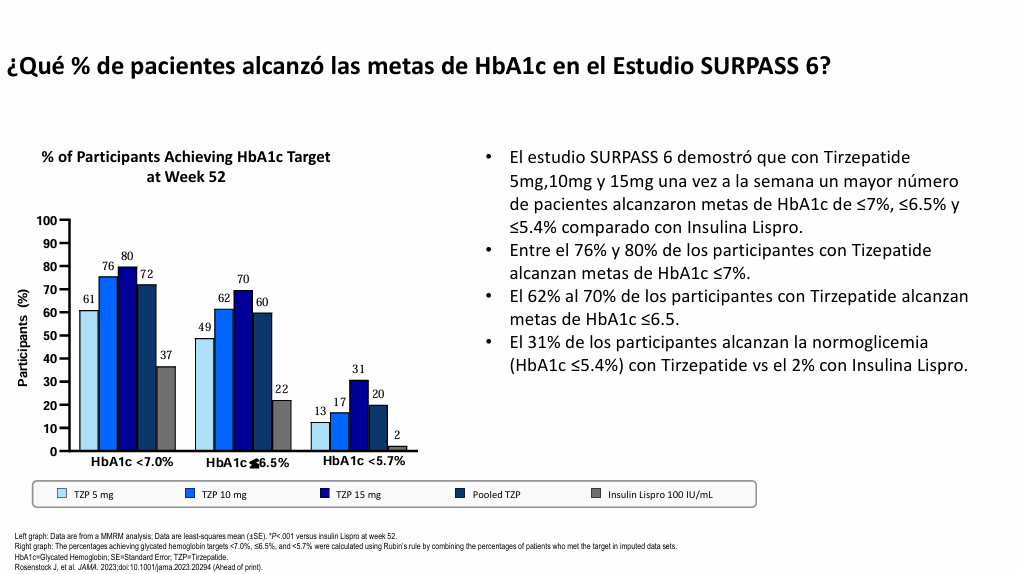 ¿Qué % de pacientes alcanzó las metas de HbA1c en el Estudio SURPASS 6?
% of Participants Achieving HbA1c Target
at Week 52
Participants (%)
100
90
80
70
60
50
40
30
20
10
0
61
76
80
72
37
49
62
70
60
22
13
17
31
20
2
HbA1c <7.0%
HbA1c ≤6.5%
HbA1c <5.7%
TZP 5 mg
TZP 10 mg
TZP 15 mg
Pooled TZP
Insulin Lispro 100 IU/mL
• El estudio SURPASS 6 demostró que con Tirzepatide
5mg,10mg y 15mg una vez a la semana un mayor número
de pacientes alcanzaron metas de HbA1c de ≤7%, ≤6.5% y
≤5.4% comparado con Insulina Lispro.
• Entre el 76% y 80% de los participantes con Tizepatide
alcanzan metas de HbA1c ≤7%.
• El 62% al 70% de los participantes con Tirzepatide alcanzan
metas de HbA1c ≤6.5.
• El 31% de los participantes alcanzan la normoglicemia
(HbA1c ≤5.4%) con Tirzepatide vs el 2% con Insulina Lispro.
Left graph: Data are from a MMRM analysis; Data are least-squares mean (±SE). *P<.001 versus insulin Lispro at week 52.
Right graph: The percentages achieving glycated hemoglobin targets <7.0%, ≤6.5%, and <5.7% were calculated using Rubin's rule by combining the percentages of patients who met the target in imputed data sets.
HbA1c=Glycated Hemoglobin; SE=Standard Error; TZP=Tirzepatide.
Rosenstock J, et al. JAMA. 2023;doi:10.1001/jama.2023.20294 (Ahead of print).